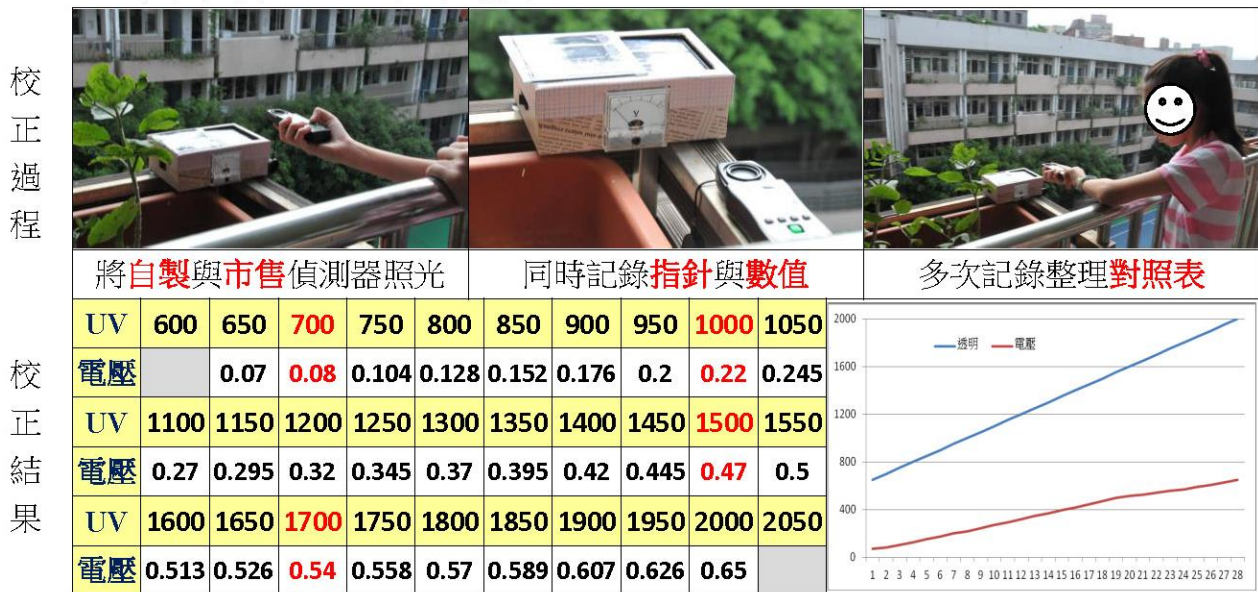 校正過程
將自製與市售偵測器照光
同時記錄指針與數值
多次記錄整理對照表
校正結果
UV 600 650 700 750 800 850 900 950 1000 1050
電壓 0.07 0.08 0.104 0.128 0.152 0.176 0.2 0.22 0.245
UV 1100 1150 1200 1250 1300 1350 1400 1450 1500 1550
電壓 0.27 0.295 0.32 0.345 0.37 0.395 0.42 0.445 0.47 0.5
UV 1600 1650 1700 1750 1800 1850 1900 1950 2000 2050
電壓 0.513 0.526 0.54 0.558 0.57 0.589 0.607 0.626 0.65
透明 電壓
2000
1600
1200
800
400
0
1 2 3 4 5 6 7 8 9 10 11 12 13 14 15 16 17 18 19 20 21 22 23 24 25 26 27 28